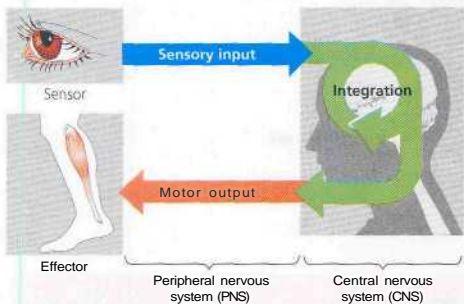 Sensory input
Sensor
Integration
Motor output
Effector
Peripheral nervous
system (PNS)
Central nervous
system (CNS)